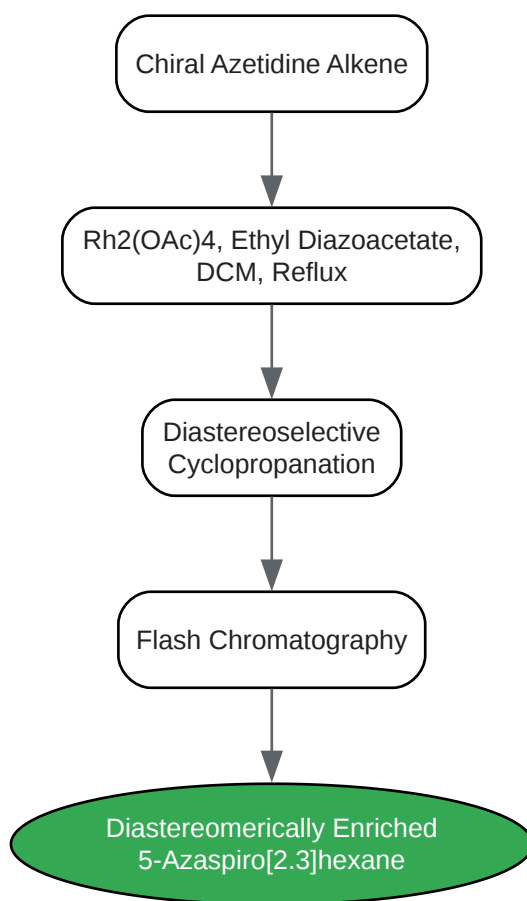 Chiral Azetidine Alkene
Rh2(OAc)4, Ethyl Diazoacetate,
DCM, Reflux
Diastereoselective
Cyclopropanation
Flash Chromatography
Diastereomerically Enriched
5-Azaspiro[2.3]hexane